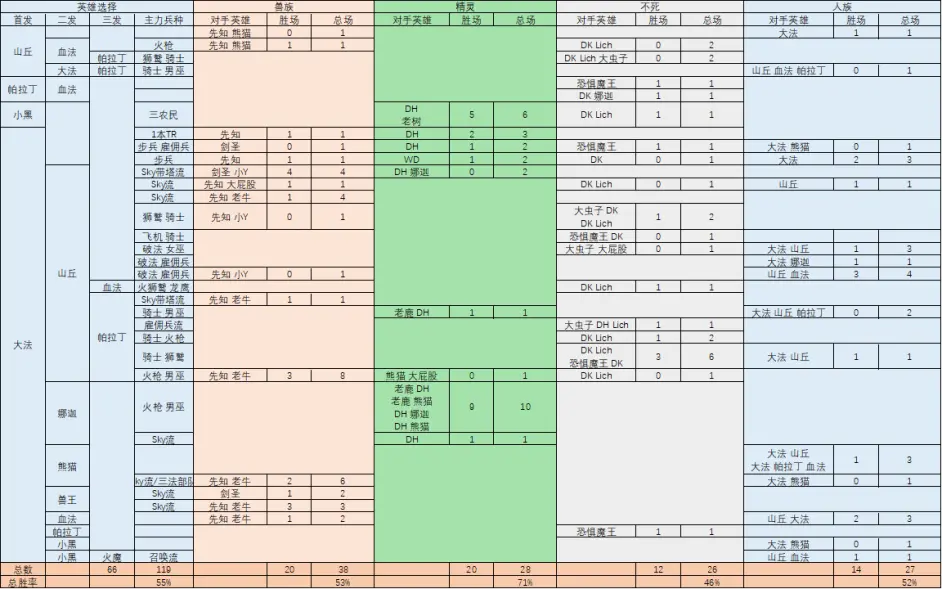 英雄选择 兽族 精灵 不死 人族
首发 二发 三发 主力兵种 对手英雄 胜场 总场 对手英雄 胜场 总场 对手英雄 胜场 总场 对手英雄 胜场 总场
先知 熊猫 0 1 大法 1 1
山丘 血法 火枪 先知 熊猫 1 1 DK Lich 0 2
帕拉丁 狮鹫 骑士 DK Lich 大虫子 0 2
大法 帕拉丁 骑士 男巫 山丘 血法 帕拉丁 0 1
帕拉丁 血法 恐惧魔王 1 1
DK 娜迦 1 1
小黑 三农民 DH 老树 5 6 DK Lich 1 1
1本TR 先知 1 1 DH 2 3
步兵 雇佣兵 剑圣 0 1 DH 1 2 恐惧魔王 1 1 大法 熊猫 0 1
步兵 先知 1 1 WD 1 2 DK 0 1 大法 2 3
Sky带塔流 剑圣 小Y 4 4 DH 娜迦 0 2
Sky流 先知 大屁股 1 1 DK Lich 0 1 山丘 1 1
Sky流 先知 老牛 1 4
狮鹫 骑士 先知 小Y 0 1 大虫子 DK
DK Lich 1 2
飞机 骑士 恐惧魔王 DK 0 1
破法 女巫 大虫子 大屁股 0 1 大法 山丘 1 3
山丘 破法 雇佣兵 大法 娜迦 1 1
破法 雇佣兵 先知 小Y 0 1 山丘 血法 3 4
血法 火狮鹫 龙鹰 DK Lich 1 1
Sky带塔流 先知 老牛 1 1
骑士 男巫 老鹿 DH 1 1 大法 山丘 帕拉丁 0 2
雇佣兵流 大虫子 DH Lich 1 1
大法 帕拉丁 骑士 火枪 DK Lich 1 2
骑士 狮鹫 DK Lich
恐惧魔王 DK 3 6 大法 山丘 1 1
火枪 男巫 先知 老牛 3 8 熊猫 大屁股 0 1 DK Lich 0 1
娜迦 火枪 男巫 老鹿 DH
老鹿 熊猫
DH 娜迦
DH 熊猫 9 10
Sky流 DH 1 1
熊猫 大法 山丘
大法 帕拉丁 血法 1 3
ky流/三法部队 先知 老牛 2 6 大法 熊猫 0 1
兽王 Sky流 剑圣 1 2
Sky流 先知 老牛 3 3
血法 先知 老牛 1 2 山丘 大法 2 3
帕拉丁 恐惧魔王 1 1
小黑 大法 熊猫 0 1
小黑 火魔 召唤流 山丘 血法 1 1
总数 66 119 20 38 20 28 12 26 14 27
总胜率 55% 53% 71% 46% 52%